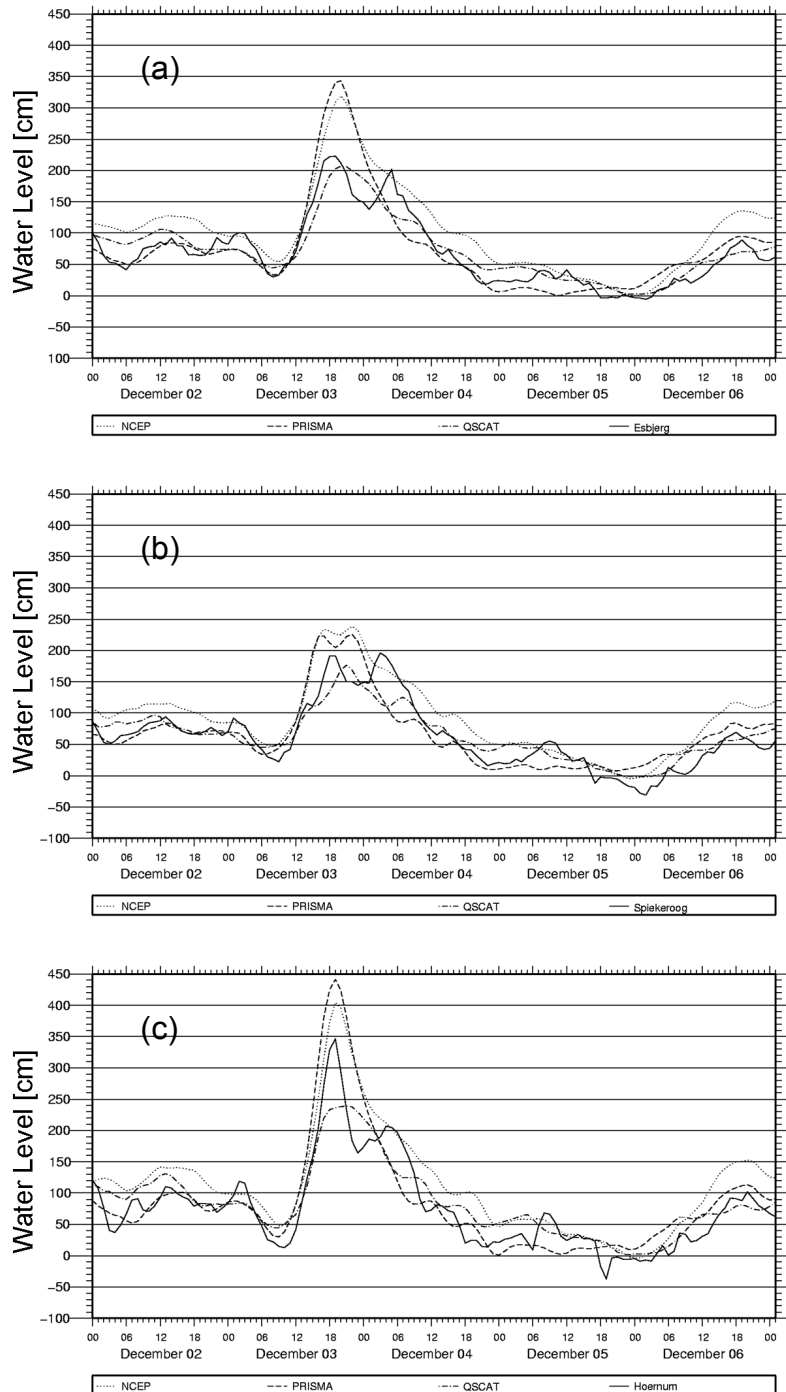 (a)
Water Level [cm]
450
400
350
300
250
200
150
100
50
0
−50
100
00 06 12 18 00 06 12 18 00 06 12 18 00 06 12 18 00 06 12 18 00
December 02 December 03 December 04 December 05 December 06
NCEP PRISMA QSCAT Esbjerg
(b)
Water Level [cm]
450
400
350
300
250
200
150
100
50
0
−50
−100
00 06 12 18 00 06 12 18 00 06 12 18 00 06 12 18 00 06 12 18 00
December 02 December 03 December 04 December 05 December 06
NCEP PRISMA QSCAT Spiekeroog
(c)
Water Level [cm]
450
400
350
300
250
200
150
100
50
0
−50
−100
00 06 12 18 00 06 12 18 00 06 12 18 00 06 12 18 00 06 12 18 00
December 02 December 03 December 04 December 05 December 06
NCEP PRISMA QSCAT Hoernum